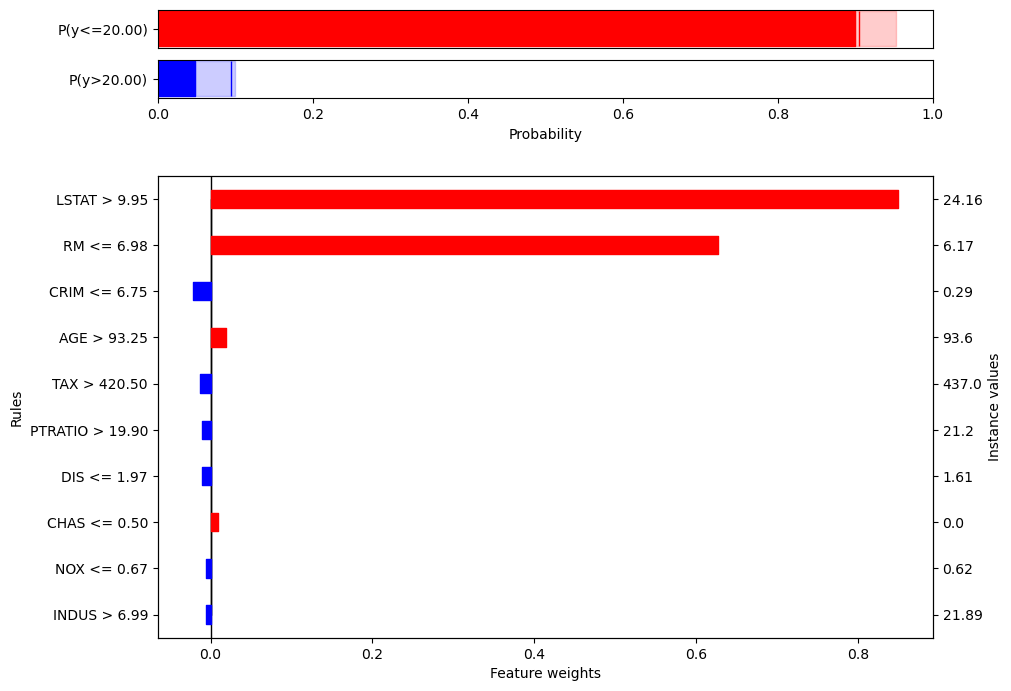 P(y<=20.00)
P(y>20.00)
0.0 0.2 0.4 0.6 0.8 1.0
Probability
LSTAT > 9.95 24.16
RM <= 6.98 6.17
CRIM <= 6.75 0.29
AGE > 93.25 93.6
TAX > 420.50 437.0
PTRATIO > 19.90 21.2
DIS <= 1.97 1.61
CHAS <= 0.50 0.0
NOX <= 0.67 0.62
INDUS > 6.99 21.89
Rules
Instance values
0.0 0.2 0.4 0.6 0.8
Feature weights